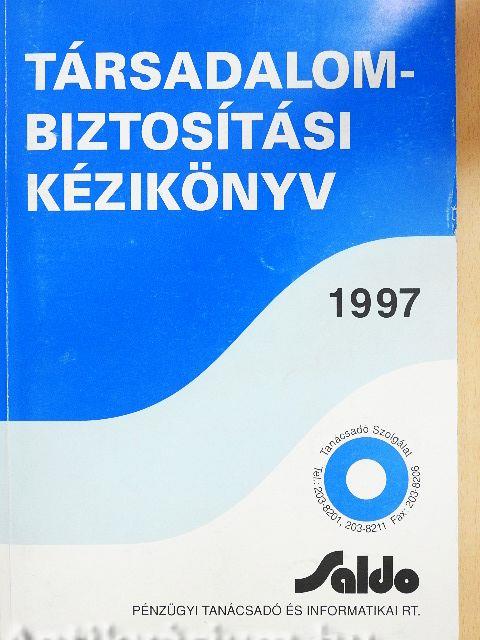 TÁRSADALOM-
BIZTOSÍTÁSI
KÉZIKÖNYV
1997
Tanácsadó Szolgálat
Tel.: 203-8201, 203-8211 Fax: 203-8206
Saldo
PÉNZÜGYI TANÁCSADÓ ÉS INFORMATIKAI RT.